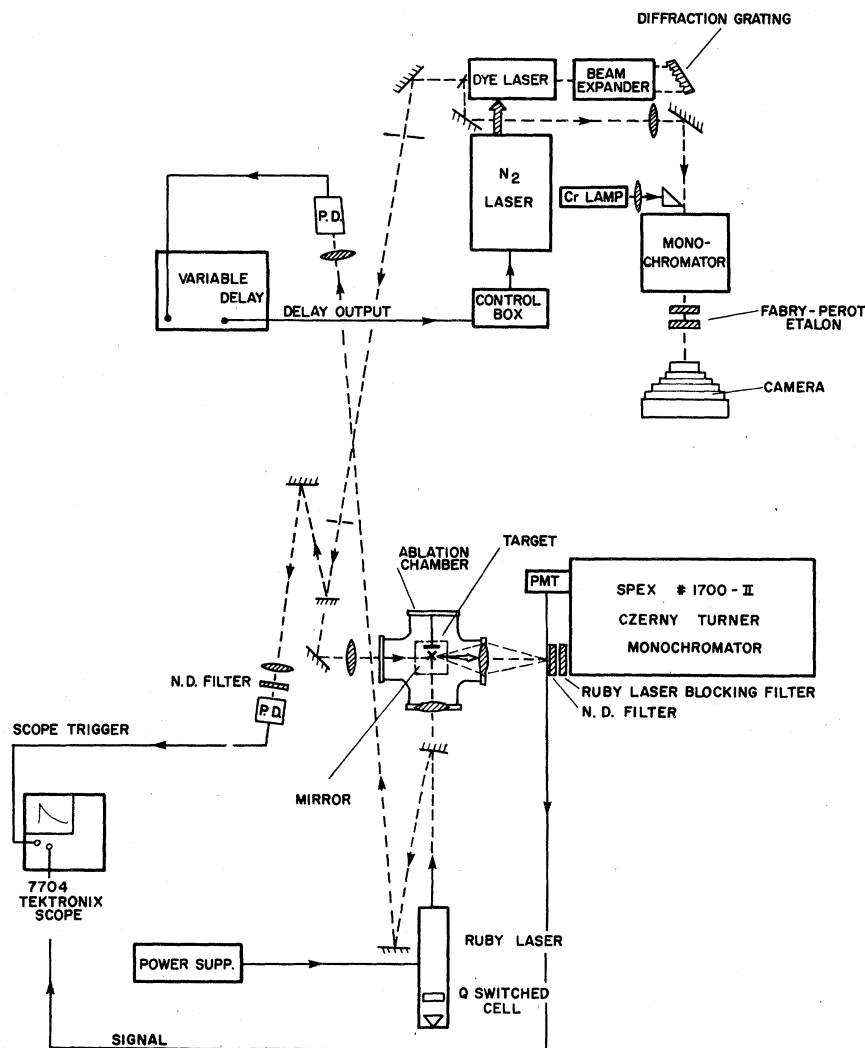 DIFFRACTION GRATING
DYE LASER
BEAM
EXPANDER
N2
LASER
Cr LAMP
MONO-
CHROMATOR
P.D.
VARIABLE
DELAY
DELAY OUTPUT
CONTROL
BOX
FABRY-PEROT
ETALON
CAMERA
ABLATION
CHAMBER
TARGET
PMT
SPEX # 1700-II
CZERNY TURNER
MONOCHROMATOR
RUBY LASER BLOCKING FILTER
N. D. FILTER
N.D. FILTER
P.D.
SCOPE TRIGGER
MIRROR
7704
TEKTRONIX
SCOPE
RUBY LASER
POWER SUPP.
Q SWITCHED
CELL
SIGNAL